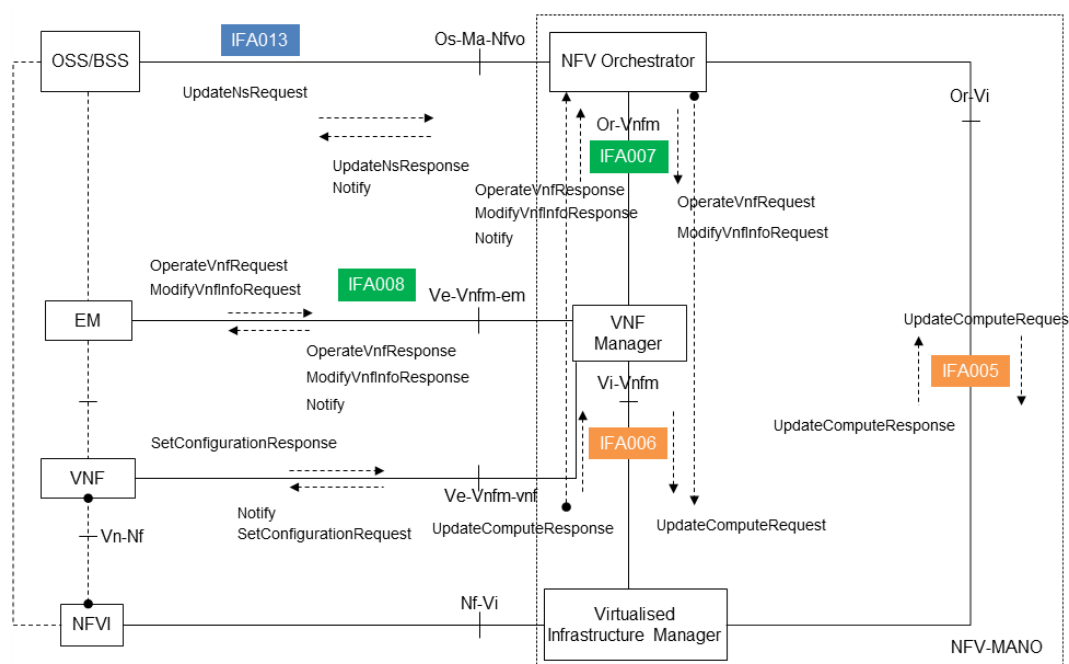 IFA013
Os-Ma-Nfvo
OSS/BSS
NFV Orchestrator
UpdateNsRequest
Or-Vi
Or-Vnfm
IFA007
UpdateNsResponse
Notify
OperateVnfResponse
ModifyVnfInfoResponse
Notify
OperateVnfRequest
ModifyVnfInfoRequest
OperateVnfRequest
ModifyVnfInfoRequest
IFA008
Ve-Vnfm-em
EM
VNF
Manager
UpdateComputeReques
OperateVnfResponse
ModifyVnfInfoResponse
Notify
Vi-Vnfm
IFA005
IFA006
UpdateComputeResponse
SetConfigurationResponse
VNF
Ve-Vnfm-vnf
Notify
SetConfigurationRequest
UpdateComputeResponse
UpdateComputeRequest
Vn-Nf
Nf-Vi
NFVI
Virtualised
Infrastructure Manager
NFV-MANO